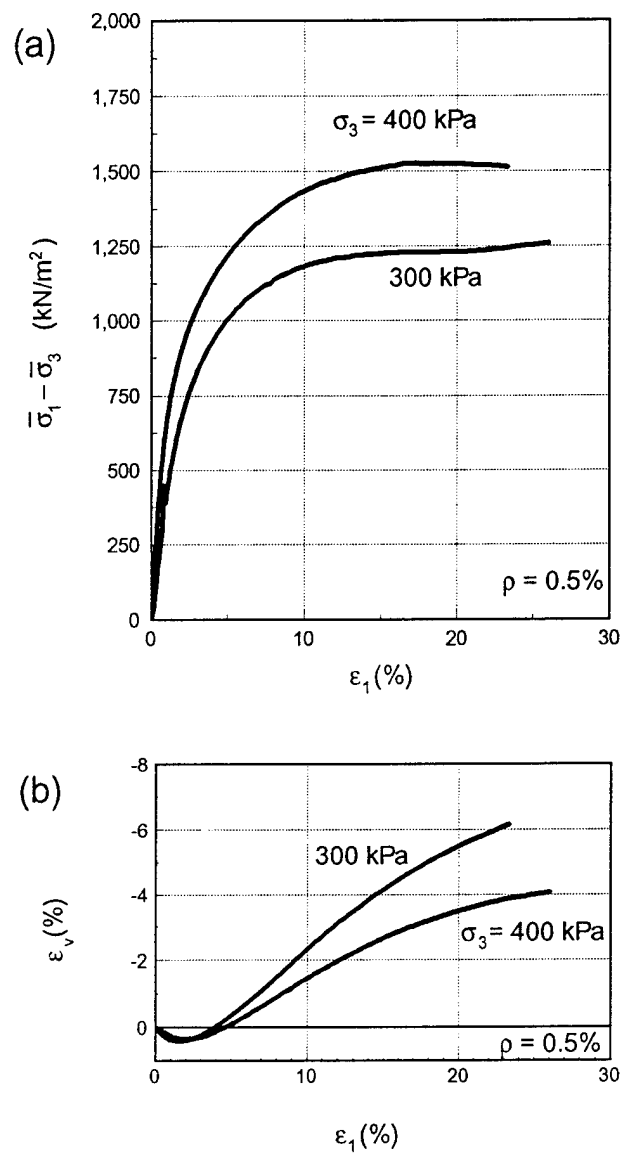 (a)
2,000
1,750
1,500
1,250
1,000
750
500
250
0
σ̅₁ – σ̅₃ (kN/m²)
σ₃ = 400 kPa
300 kPa
ρ = 0.5%
0 10 20 30
ε₁(%)
(b)
-8
-6
-4
-2
0
εᵥ(%)
300 kPa
σ₃ = 400 kPa
ρ = 0.5%
0 10 20 30
ε₁(%)